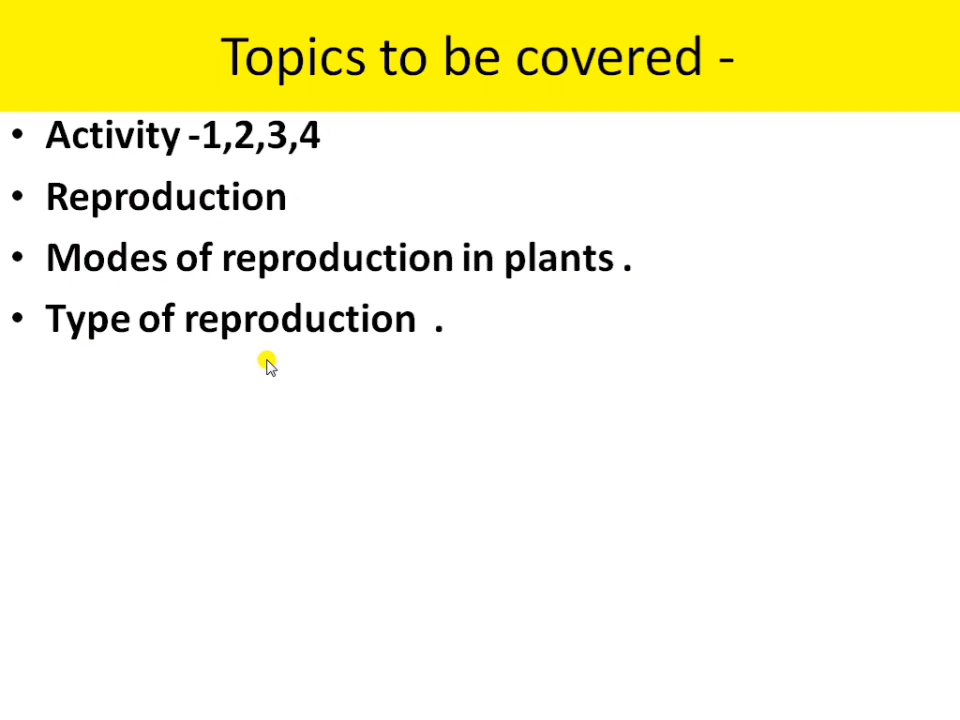 Topics to be covered -
• Activity -1,2,3,4
• Reproduction
• Modes of reproduction in plants .
• Type of reproduction .